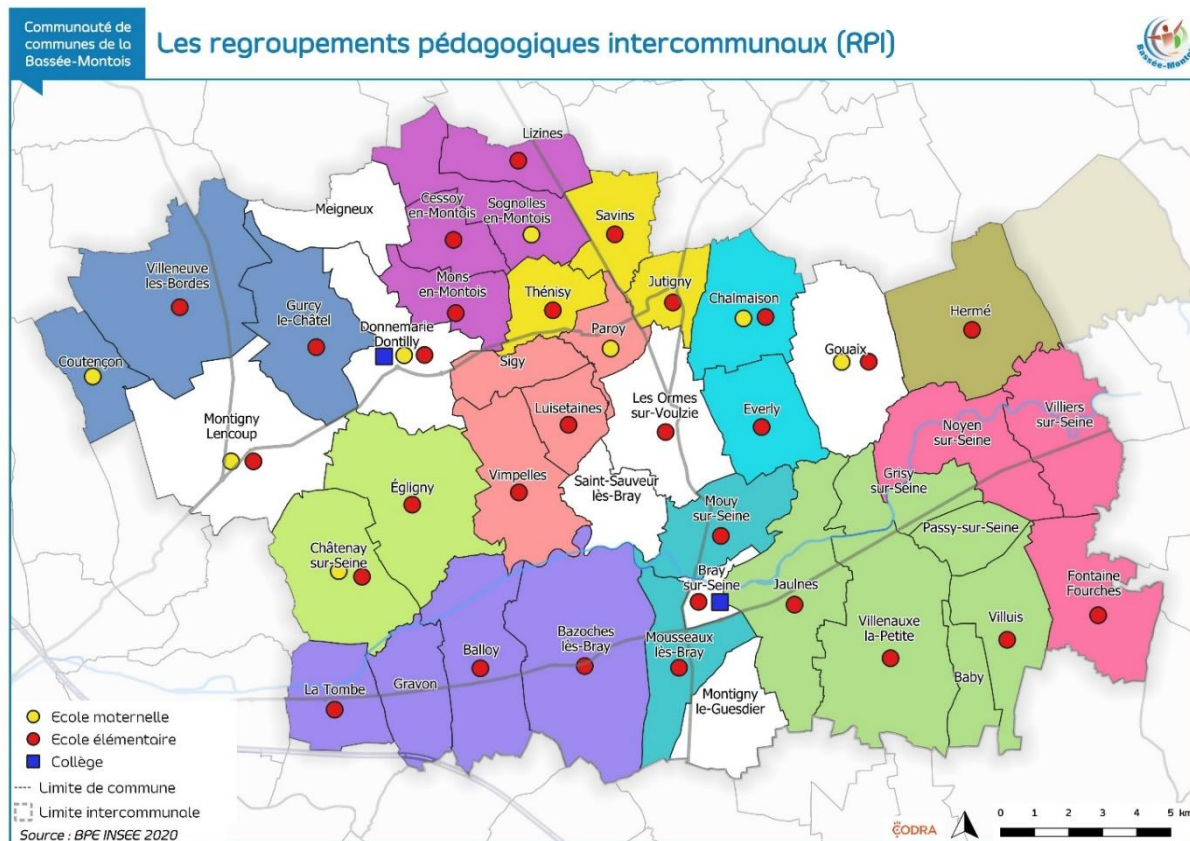 Communauté de
communes de la
Bassée-Montois
Les regroupements pédagogiques intercommunaux (RPI)
Bassée-Montois
Lizines
Meigneux
Cessoy
en-Montois
Sognolles
en-Montois
Savins
Villeneuve
les-Bordes
Gurcy
le-Châtel
Mons
en-Montois
Thénisy
Jutigny
Chalmaison
Hermé
Donnemarie
Dontilly
Paroy
Gouaix
Coutençon
Sigy
Luisetaines
Les Ormes
sur-Voulzie
Everly
Noyen
sur-Seine
Villiers
sur-Seine
Montigny
Lencoup
Égligny
Vimpelles
Saint-Sauveur
lès-Bray
Grisy
sur-Seine
Mouy
sur-Seine
Passy-sur-Seine
Châtenay
sur-Seine
Bray
sur-Seine
Jaulnes
Fontaine
Fourches
Villenauxe
la-Petite
Villuis
Bazoches
lès-Bray
Mousseaux
lès-Bray
Balloy
Baby
La Tombe
Gravon
Montigny
le-Guesdier
Ecole maternelle
Ecole élémentaire
Collège
Limite de commune
Limite intercommunale
Source : BPE INSEE 2020
CODRA
0 1 2 3 4 5 km